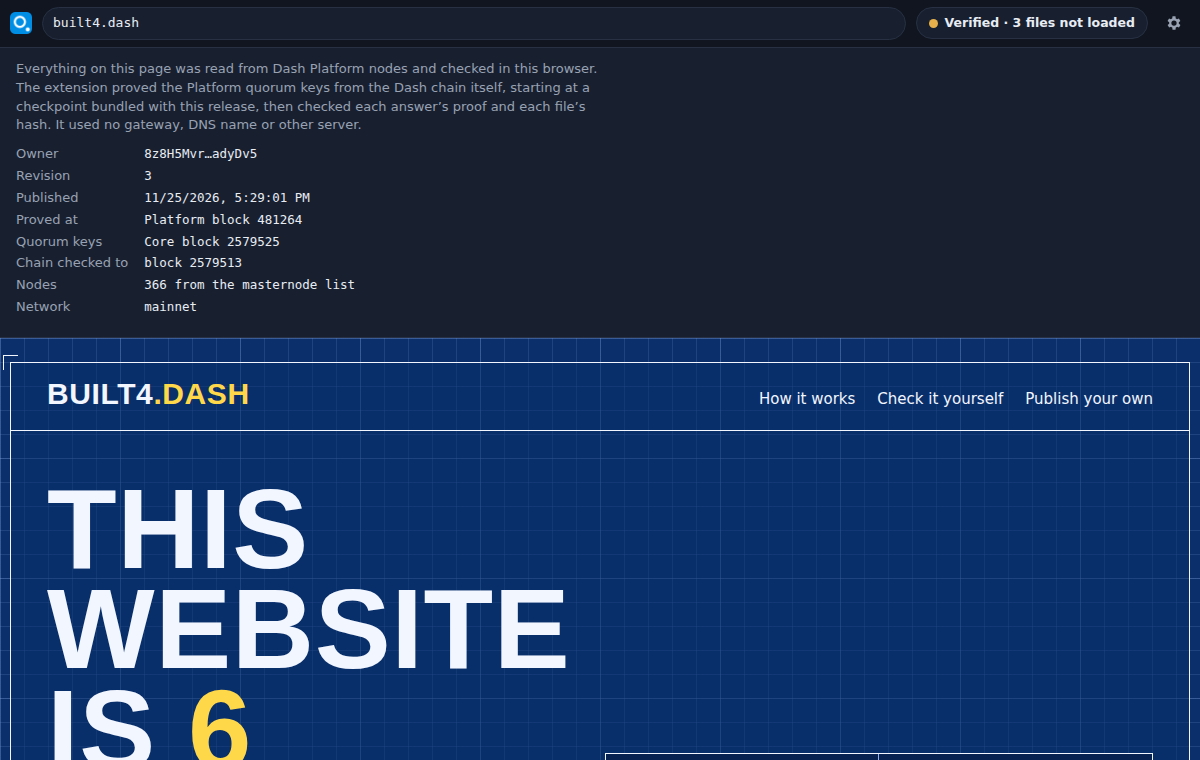 built4.dash
Verified · 3 files not loaded
Everything on this page was read from Dash Platform nodes and checked in this browser.
The extension proved the Platform quorum keys from the Dash chain itself, starting at a
checkpoint bundled with this release, then checked each answer’s proof and each file’s
hash. It used no gateway, DNS name or other server.
Owner 8z8H5Mvr…adyDv5
Revision 3
Published 11/25/2026, 5:29:01 PM
Proved at Platform block 481264
Quorum keys Core block 2579525
Chain checked to block 2579513
Nodes 366 from the masternode list
Network mainnet
BUILT4.DASH
How it works Check it yourself Publish your own
THIS
WEBSITE
IS 6